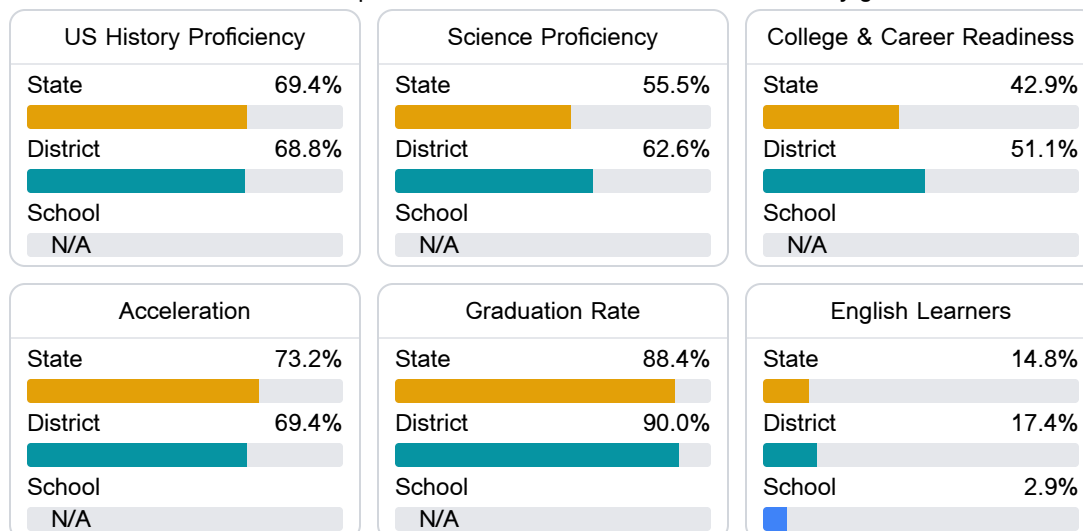 US History Proficiency
State 69.4%
District 68.8%
School
N/A
Science Proficiency
State 55.5%
District 62.6%
School
N/A
College & Career Readiness
State 42.9%
District 51.1%
School
N/A
Acceleration
State 73.2%
District 69.4%
School
N/A
Graduation Rate
State 88.4%
District 90.0%
School
N/A
English Learners
State 14.8%
District 17.4%
School 2.9%